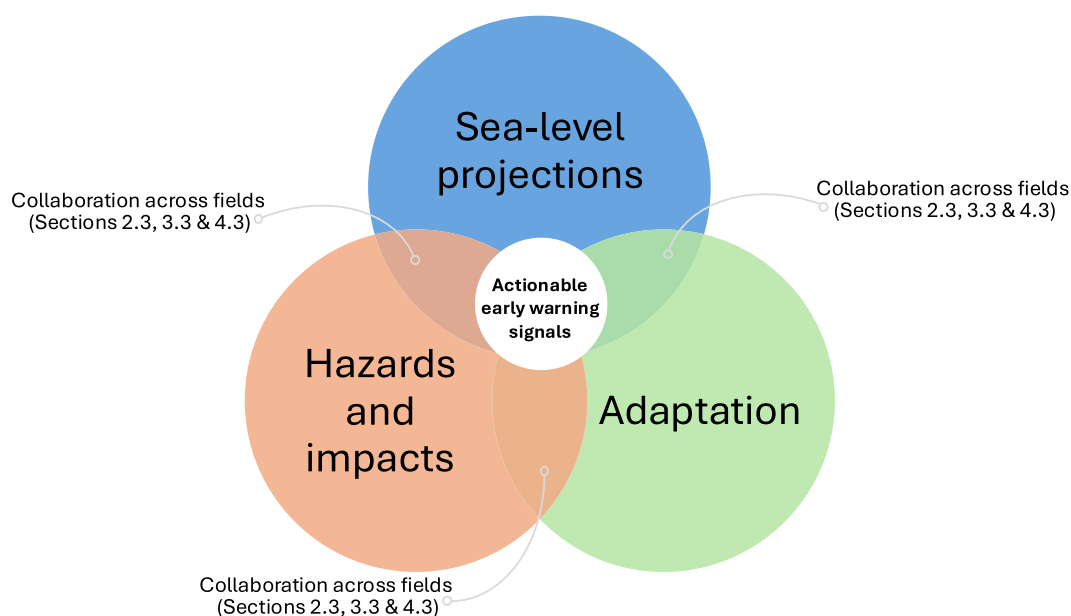 Sea-level
projections
Collaboration across fields
(Sections 2.3, 3.3 & 4.3)
Collaboration across fields
(Sections 2.3, 3.3 & 4.3)
Actionable
early warning
signals
Hazards
and
impacts
Adaptation
Collaboration across fields
(Sections 2.3, 3.3 & 4.3)